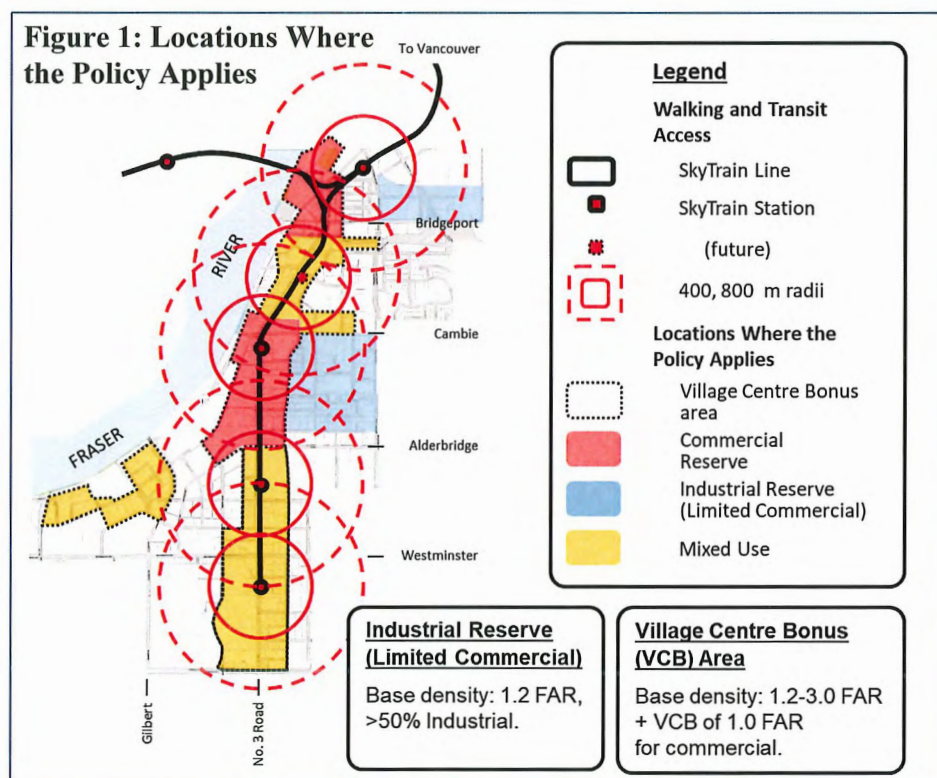 Figure 1: Locations Where
the Policy Applies
To Vancouver
Bridgeport
RIVER
Cambie
Alderbridge
FRASER
Westminster
Gilbert
No. 3 Road
Legend
Walking and Transit
Access
SkyTrain Line
SkyTrain Station
(future)
400, 800 m radii
Locations Where the
Policy Applies
Village Centre Bonus
area
Commercial
Reserve
Industrial Reserve
(Limited Commercial)
Mixed Use
Industrial Reserve
(Limited Commercial)
Base density: 1.2 FAR,
>50% Industrial.
Village Centre Bonus
(VCB) Area
Base density: 1.2-3.0 FAR
+ VCB of 1.0 FAR
for commercial.